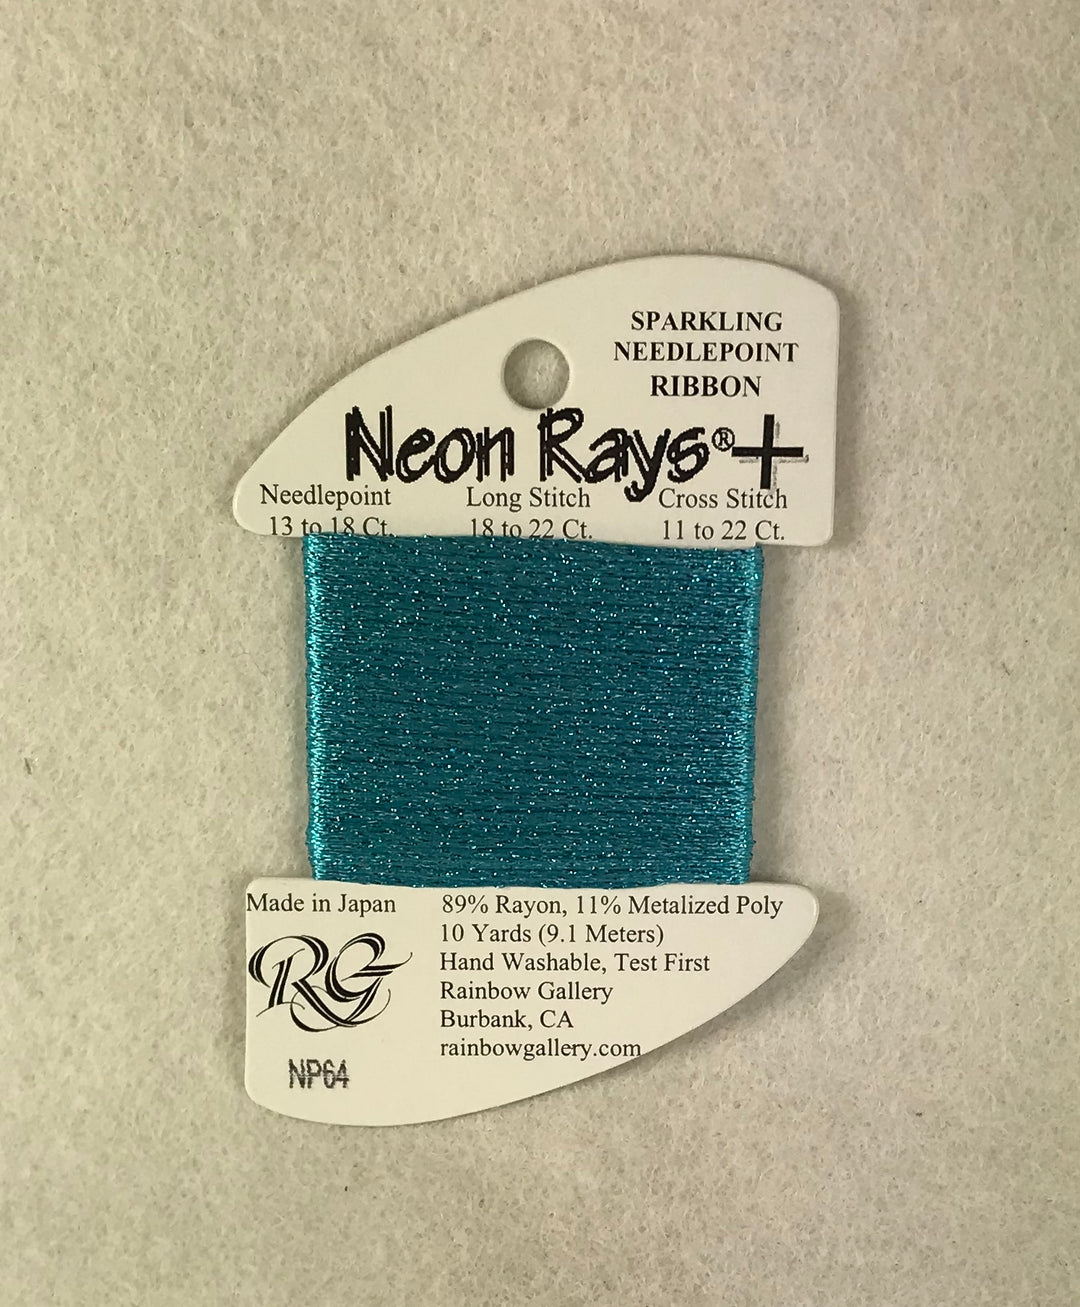 SPARKLING
NEEDLEPOINT
RIBBON
Neon Rays®+
Needlepoint Long Stitch Cross Stitch
13 to 18 Ct. 18 to 22 Ct. 11 to 22 Ct.
Made in Japan 89% Rayon, 11% Metalized Poly
10 Yards (9.1 Meters)
Hand Washable, Test First
RG Rainbow Gallery
Burbank, CA
rainbowgallery.com
NP64